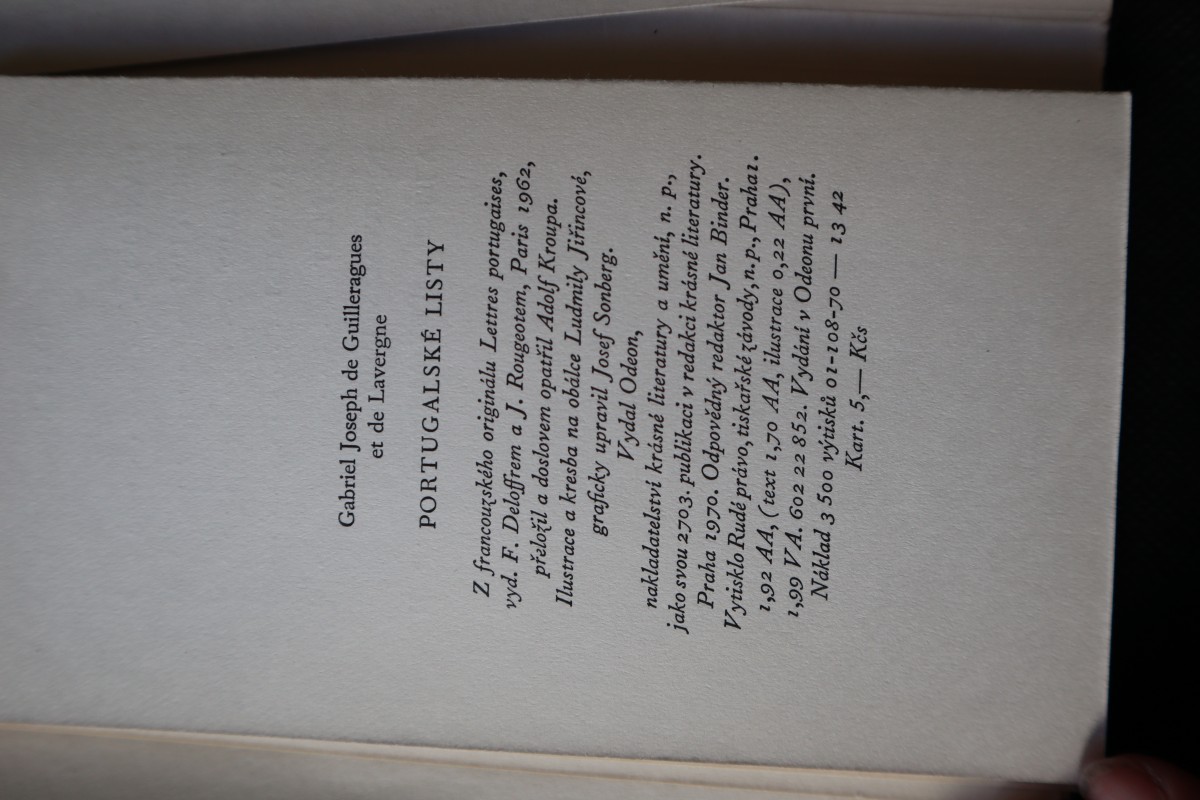 Gabriel Joseph de Guilleragues
et de Lavergne
PORTUGALSKÉ LISTY
Z francouzského originálu Lettres portugaises,
vyd. F. Deloffrem a J. Rougeotem, Paris 1962,
přeložil a doslovem opatřil Adolf Kroupa.
Ilustrace a kresba na obálce Ludmily Jiřincové,
graficky upravil Josef Sonberg.
Vydal Odeon,
nakladatelství krásné literatury a umění, n. p.,
jako svou 2703. publikaci v redakci krásné literatury.
Praha 1970. Odpovědný redaktor Jan Binder.
Vytisklo Rudé právo, tiskařské závody, n. p., Praha1.
1,92 AA, (text 1,70 AA, ilustrace 0,22 AA),
1,99 VA. 602 22 852. Vydání v Odeonu první.
Náklad 3 500 výtisků 01-108-70 — 13 42
Kart. 5,— Kčs